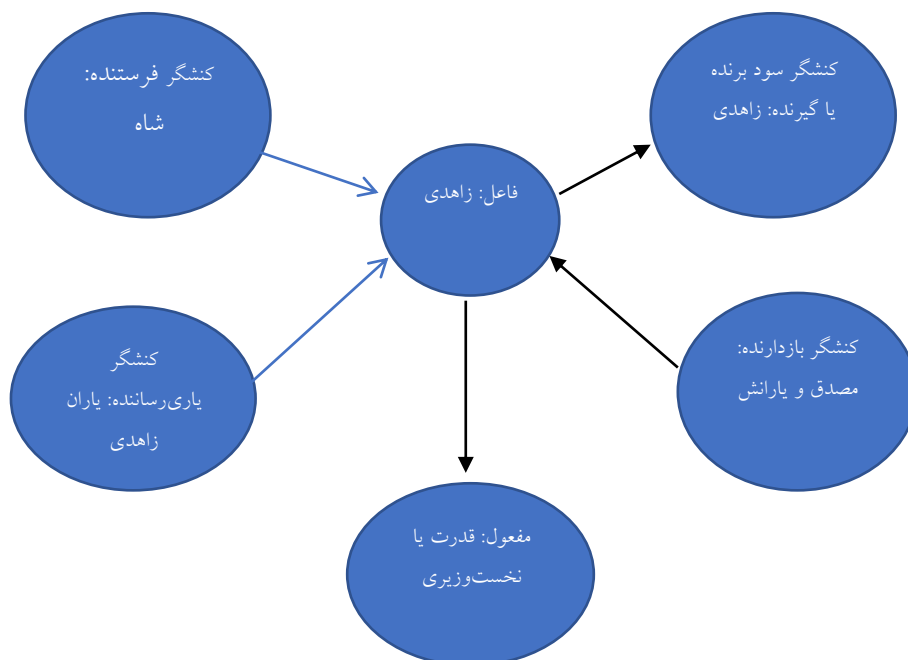 کنشگر فرستنده:
شاه
کنشگر سود برنده
یا گیرنده: زاهدی
فاعل: زاهدی
کنشگر
یاری‌رساننده: یاران
زاهدی
کنشگر بازدارنده:
مصدق و یارانش
مفعول: قدرت یا
نخست‌وزیری